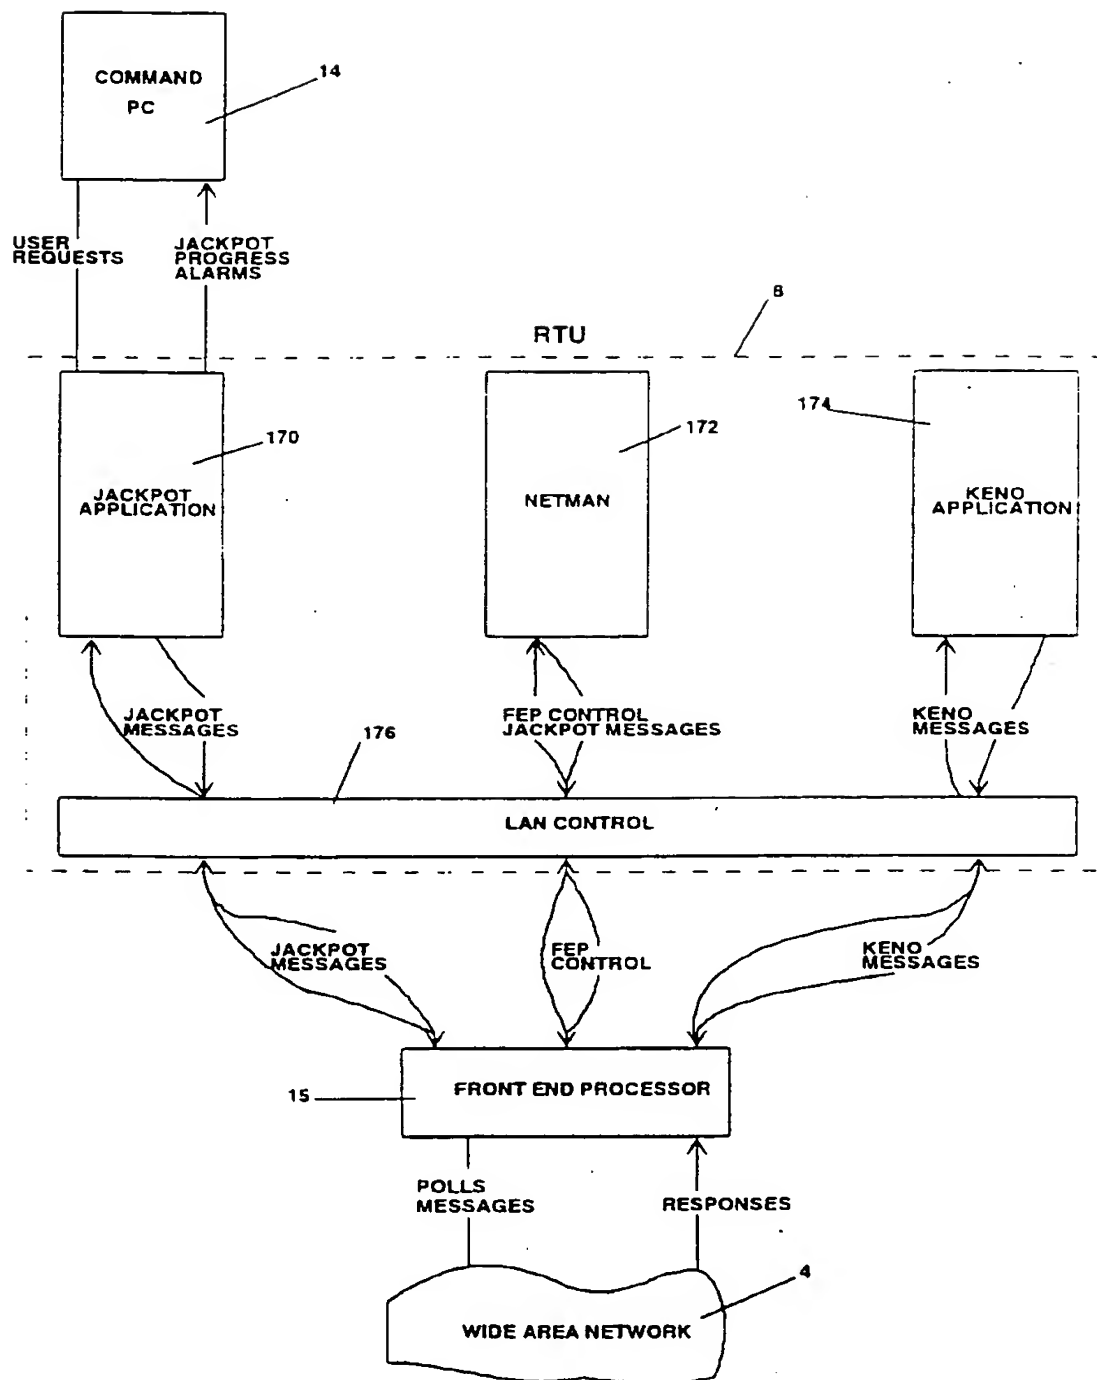 COMMAND
PC
14
USER
REQUESTS
JACKPOT
PROGRESS
ALARMS
8
RTU
170
172
174
JACKPOT
APPLICATION
NETMAN
KENO
APPLICATION
JACKPOT
MESSAGES
FEP CONTROL
JACKPOT MESSAGES
KENO
MESSAGES
176
LAN CONTROL
JACKPOT
MESSAGES
FEP
CONTROL
KENO
MESSAGES
15
FRONT END PROCESSOR
POLLS
MESSAGES
RESPONSES
4
WIDE AREA NETWORK